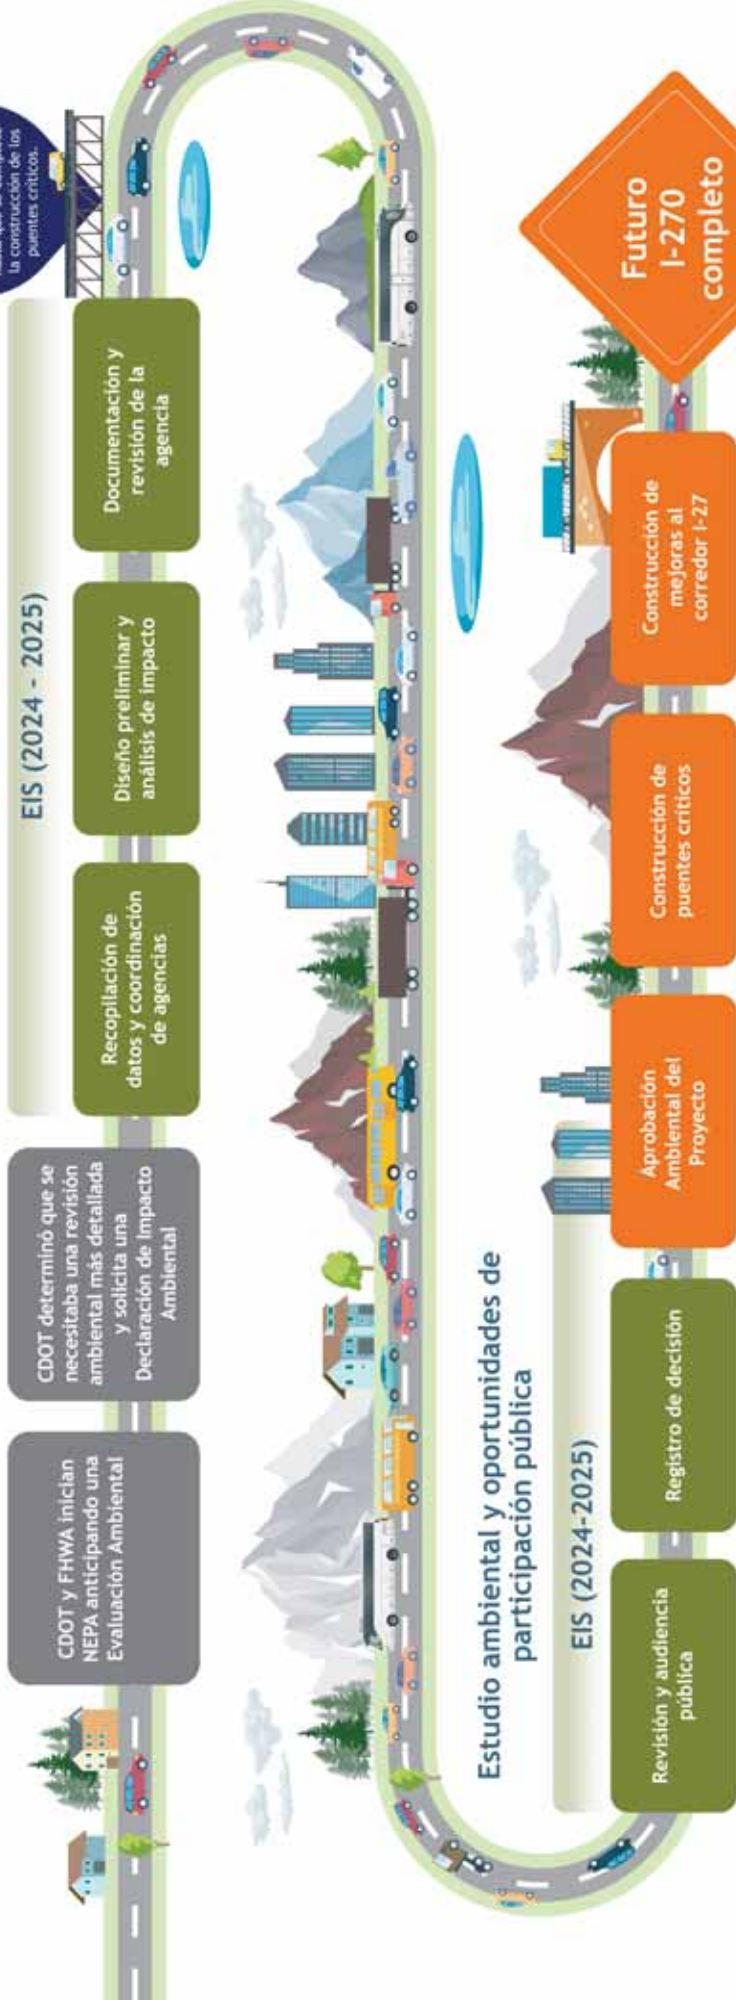 la construcción de los
puentes críticos.
CDOT y FHWA inician
NEPA anticipando una
Evaluación Ambiental
CDOT determinó que se
necesitaba una revisión
ambiental más detallada
y solicita una
Declaración de Impacto
Ambiental
EIS (2024 - 2025)
Recopilación de
datos y coordinación
de agencias
Diseño preliminar y
análisis de impacto
Documentación y
revisión de la
agencia
Estudio ambiental y oportunidades de
participación pública
EIS (2024-2025)
Revisión y audiencia
pública
Registro de decisión
Aprobación
Ambiental del
Proyecto
Construcción de
puentes críticos
Construcción de
mejoras al
corredor I-27
Futuro
I-270
completo